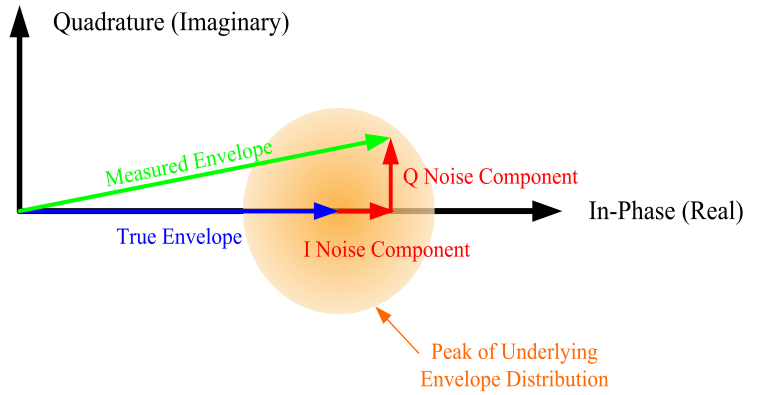 Quadrature (Imaginary)
Measured Envelope
Q Noise Component
In-Phase (Real)
True Envelope
I Noise Component
Peak of Underlying
Envelope Distribution